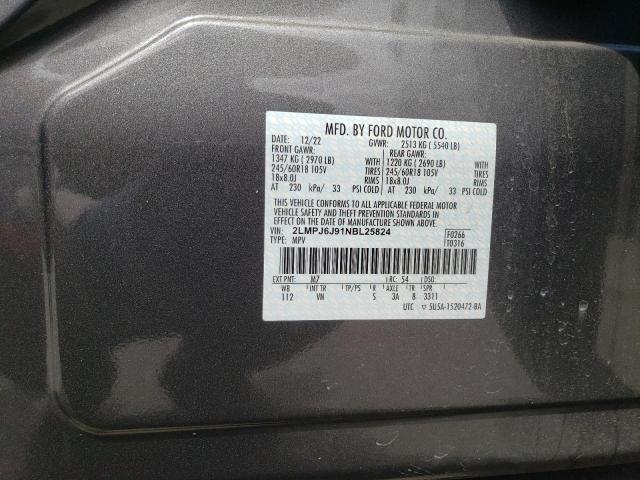 MFD. BY FORD MOTOR CO.
DATE: 12/22 GVWR: 2513 KG ( 5540 LB)
FRONT GAWR: REAR GAWR:
1347 KG ( 2970 LB) WITH 1220 KG ( 2690 LB) WITH
245/60R18 105V TIRES 245/60R18 105V TIRES
18x8.0J RIMS 18x8.0J RIMS
AT 230 kPa/ 33 PSI COLD AT 230 kPa/ 33 PSI COLD
THIS VEHICLE CONFORMS TO ALL APPLICABLE FEDERAL MOTOR
VEHICLE SAFETY AND THEFT PREVENTION STANDARDS IN
EFFECT ON THE DATE OF MANUFACTURE SHOWN ABOVE.
VIN: 2LMPJ6J91NBL25824 F0266
TYPE: MPV T0316
EXT PNT: M7 RC: 54 DSO:
WB INT TR TP/PS R AXLE TR SPR
112 VN 5 3A 8 3311
UTC ▽ 5U5A-1520472-BA